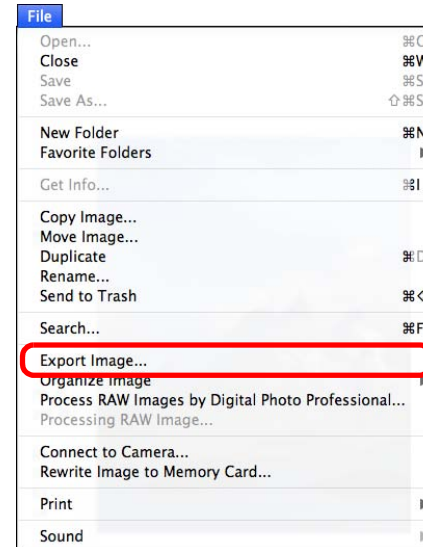 File
Open... ⌘O
Close ⌘W
Save ⌘S
Save As... ⇧⌘S
New Folder ⌘N
Favorite Folders
Get Info... ⌘I
Copy Image...
Move Image...
Duplicate ⌘D
Rename...
Send to Trash
Search... ⌘F
Export Image...
Organize Image
Process RAW Images by Digital Photo Professional...
Processing RAW Image...
Connect to Camera...
Rewrite Image to Memory Card...
Print
Sound